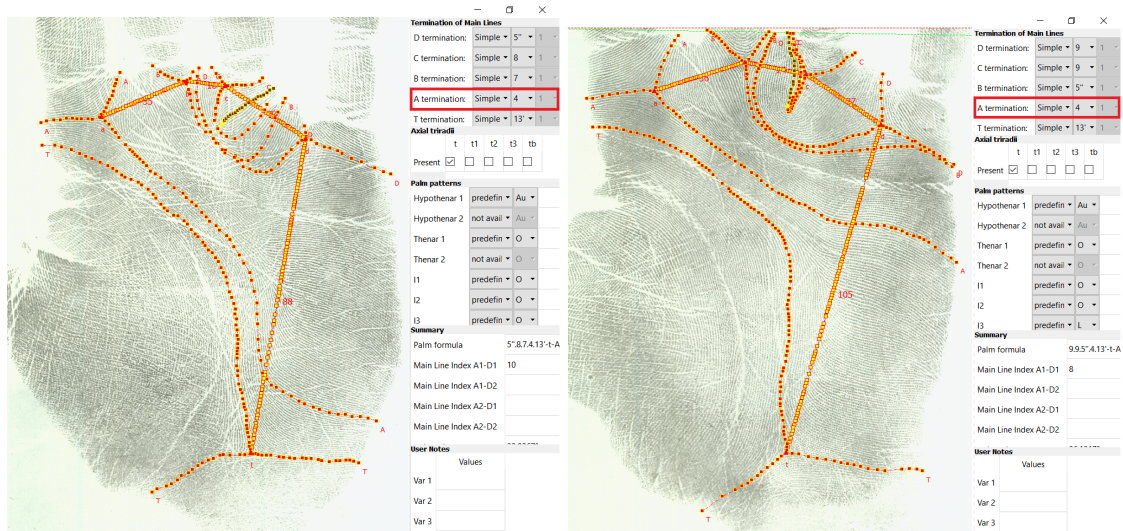 Termination of Main Lines
D termination: Simple 5" 1
C termination: Simple 8 1
B termination: Simple 7 1
A termination: Simple 4 1
T termination: Simple 13' 1
Axial triradii
t t1 t2 t3 tb
Present
Palm patterns
Hypothenar 1 predefin Au
Hypothenar 2 not avail Au
Thenar 1 predefin O
Thenar 2 not avail O
I1 predefin O
I2 predefin O
I3 predefin O
Summary
Palm formula 5".8.7.4.13'-t-A
Main Line Index A1-D1 10
Main Line Index A1-D2
Main Line Index A2-D1
Main Line Index A2-D2
User Notes
Values
Var 1
Var 2
Var 3
A
D
B
A
a
T
c
d
D
35
88
A
t
T
T
Termination of Main Lines
D termination: Simple 9 1
C termination: Simple 9 1
B termination: Simple 5" 1
A termination: Simple 4 1
T termination: Simple 13' 1
Axial triradii
t t1 t2 t3 tb
Present
Palm patterns
Hypothenar 1 predefin Au
Hypothenar 2 not avail Au
Thenar 1 predefin O
Thenar 2 not avail O
I1 predefin O
I2 predefin O
I3 predefin L
Summary
Palm formula 9.9.5".4.13'-t-A
Main Line Index A1-D1 8
Main Line Index A1-D2
Main Line Index A2-D1
Main Line Index A2-D2
User Notes
Values
Var 1
Var 2
Var 3
A
B
D
C
D
A
a
c
T
d
A
105
t
T
T